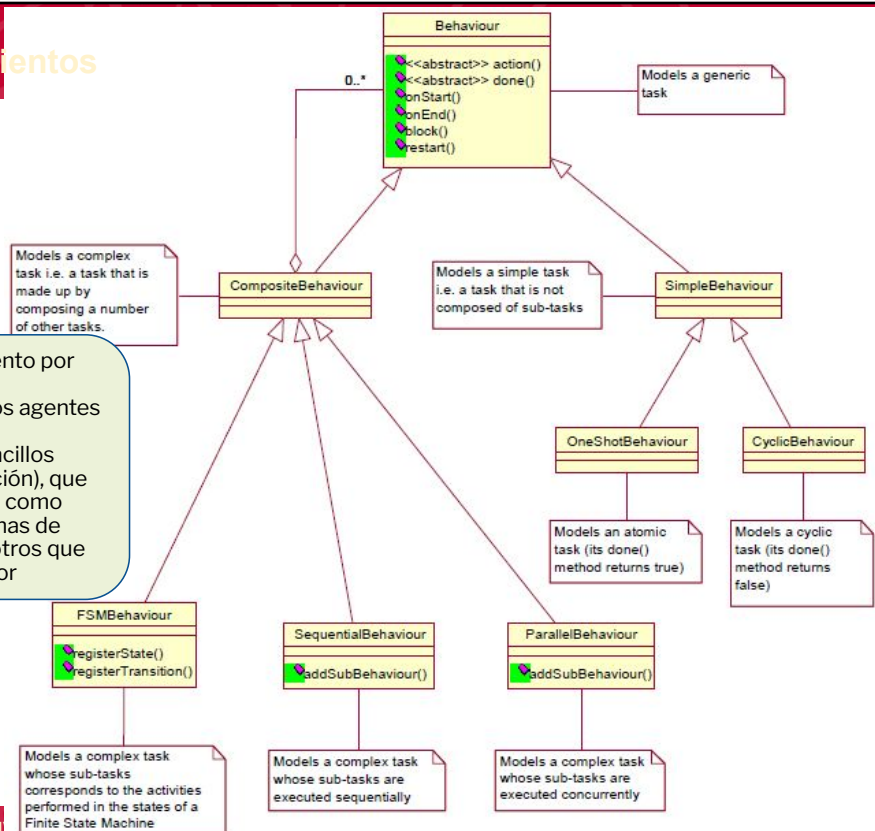 ientos
Behaviour
<<abstract>> action()
<<abstract>> done()
onStart()
onEnd()
block()
restart()
0..*
Models a generic
task
Models a complex
task i.e. a task that is
made up by
composing a number
of other tasks.
CompositeBehaviour
Models a simple task
i.e. a task that is not
composed of sub-tasks
SimpleBehaviour
ento por
os agentes
ncillos
ción), que
como
nas de
otros que
or
OneShotBehaviour
CyclicBehaviour
Models an atomic
task (its done()
method returns true)
Models a cyclic
task (its done()
method returns
false)
FSMBehaviour
registerState()
registerTransition()
SequentialBehaviour
addSubBehaviour()
ParallelBehaviour
addSubBehaviour()
Models a complex task
whose sub-tasks
corresponds to the activities
performed in the states of a
Finite State Machine
Models a complex task
whose sub-tasks are
executed sequentially
Models a complex task
whose sub-tasks are
executed concurrently